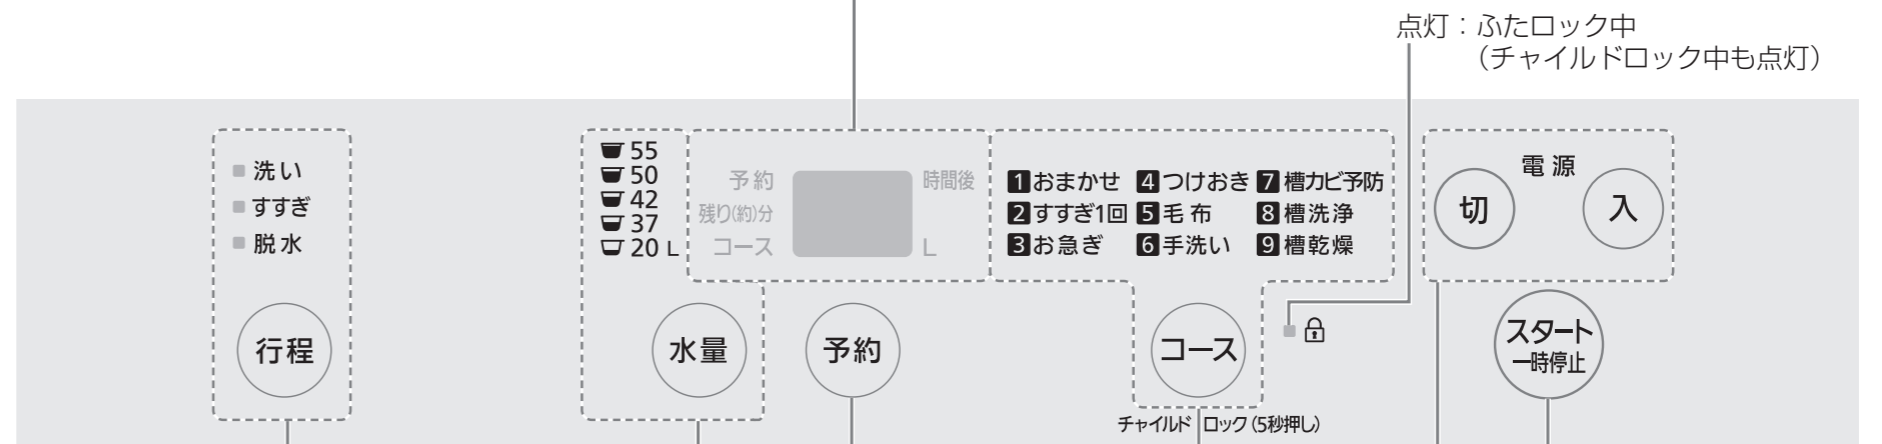 点灯：ふたロック中
（チャイルドロック中も点灯）
洗い
すすぎ
脱水
行程
55
50
42
37
20 L
水量
予約
残り(約)分
コース
時間後
L
予約
1おまかせ 4つけおき 7槽カビ予防
2すすぎ1回 5毛布 8槽洗浄
3お急ぎ 6手洗い 9槽乾燥
コース
チャイルドロック(5秒押し)
電源
切 入
スタート
一時停止